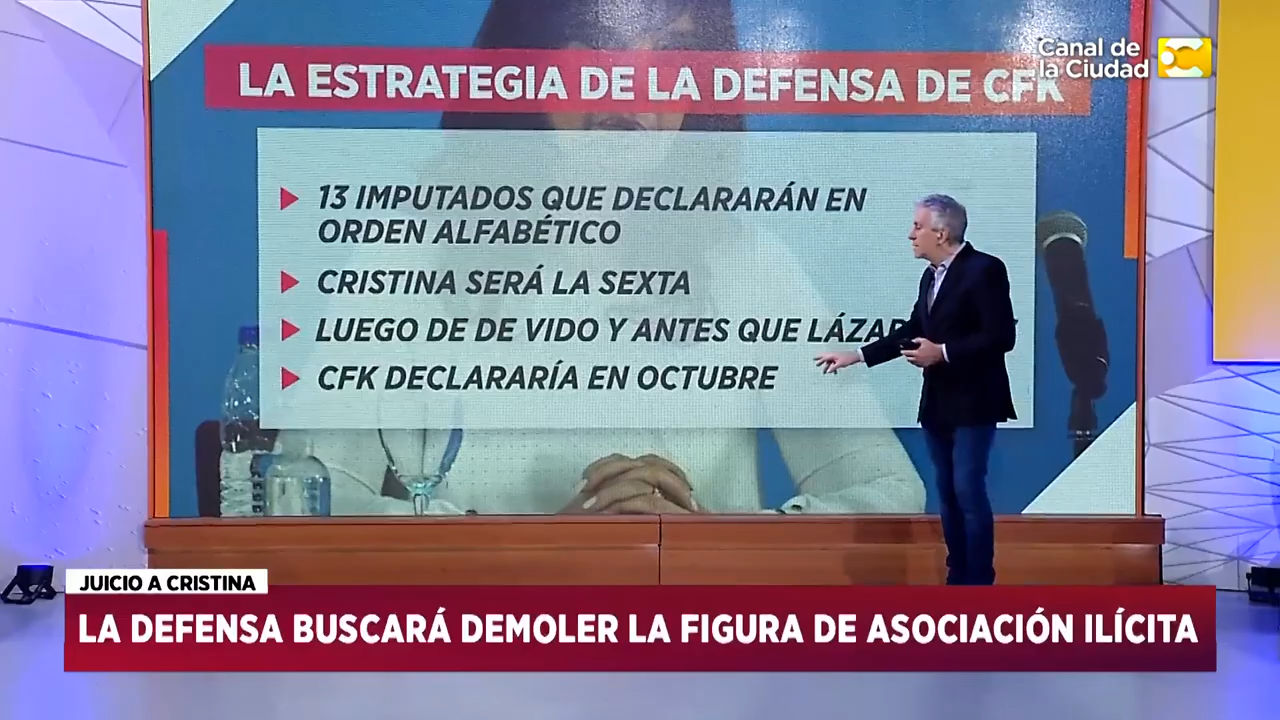 Canal de
la Ciudad
LA ESTRATEGIA DE LA DEFENSA DE CFK
13 IMPUTADOS QUE DECLARARÁN EN
ORDEN ALFABÉTICO
CRISTINA SERÁ LA SEXTA
LUEGO DE DE VIDO Y ANTES QUE
CFK DECLARARÍA EN OCTUBRE
JUICIO A CRISTINA
LA DEFENSA BUSCARÁ DEMOLER LA FIGURA DE ASOCIACIÓN ILÍCITA